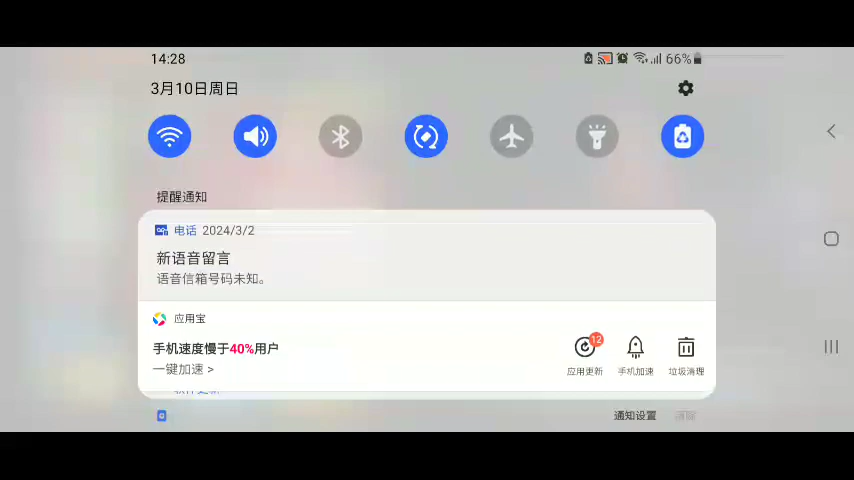 14:28
66%
3月10日周日
提醒通知
电话 2024/3/2
新语音留言
语音信箱号码未知。
应用宝
手机速度慢于40%用户
一键加速 >
12
应用更新 手机加速 垃圾清理
通知设置 清除